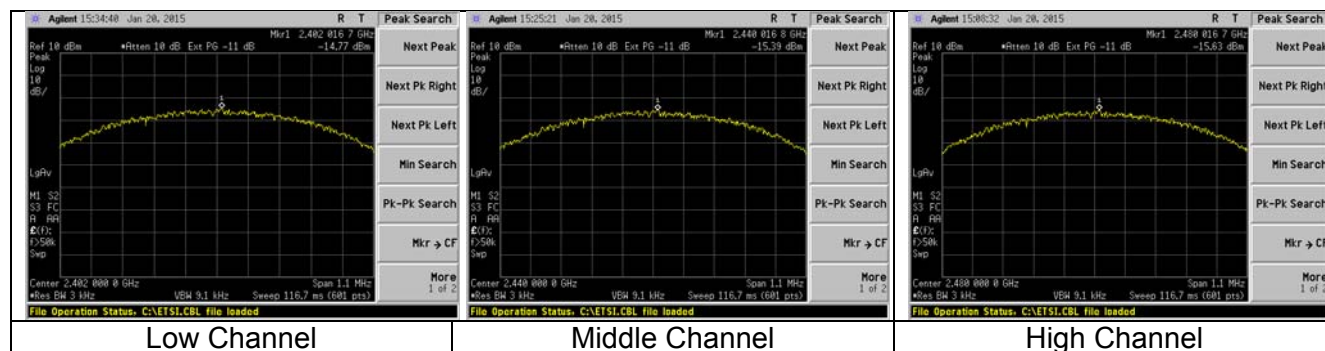 Agilent 15:34:40 Jan 20, 2015 R T Peak Search
Mkr1 2.402 016 7 GHz
Ref 10 dBm *Atten 10 dB Ext PG -11 dB -14.77 dBm
Peak
Log
10
dB/
1
LgAv
M1 S2
S3 FC
A AA
£(f):
f>50k
Swp
Center 2.402 000 0 GHz Span 1.1 MHz
*Res BW 3 kHz VBW 9.1 kHz Sweep 116.7 ms (601 pts)
File Operation Status, C:\ETSI.CBL file loaded
Next Peak
Next Pk Right
Next Pk Left
Min Search
Pk-Pk Search
Mkr → CF
More
1 of 2
Low Channel
Agilent 15:25:21 Jan 20, 2015 R T Peak Search
Mkr1 2.440 016 8 GHz
Ref 10 dBm *Atten 10 dB Ext PG -11 dB -15.39 dBm
Peak
Log
10
dB/
1
LgAv
M1 S2
S3 FC
A AA
£(f):
f>50k
Swp
Center 2.440 000 0 GHz Span 1.1 MHz
*Res BW 3 kHz VBW 9.1 kHz Sweep 116.7 ms (601 pts)
File Operation Status, C:\ETSI.CBL file loaded
Next Peak
Next Pk Right
Next Pk Left
Min Search
Pk-Pk Search
Mkr → CF
More
1 of 2
Middle Channel
Agilent 15:08:32 Jan 20, 2015 R T Peak Search
Mkr1 2.480 016 7 GHz
Ref 10 dBm *Atten 10 dB Ext PG -11 dB -15.63 dBm
Peak
Log
10
dB/
1
LgAv
M1 S2
S3 FC
A AA
£(f):
f>50k
Swp
Center 2.480 000 0 GHz Span 1.1 MHz
*Res BW 3 kHz VBW 9.1 kHz Sweep 116.7 ms (601 pts)
File Operation Status, C:\ETSI.CBL file loaded
Next Peak
Next Pk Right
Next Pk Left
Min Search
Pk-Pk Search
Mkr → CF
More
1 of 2
High Channel